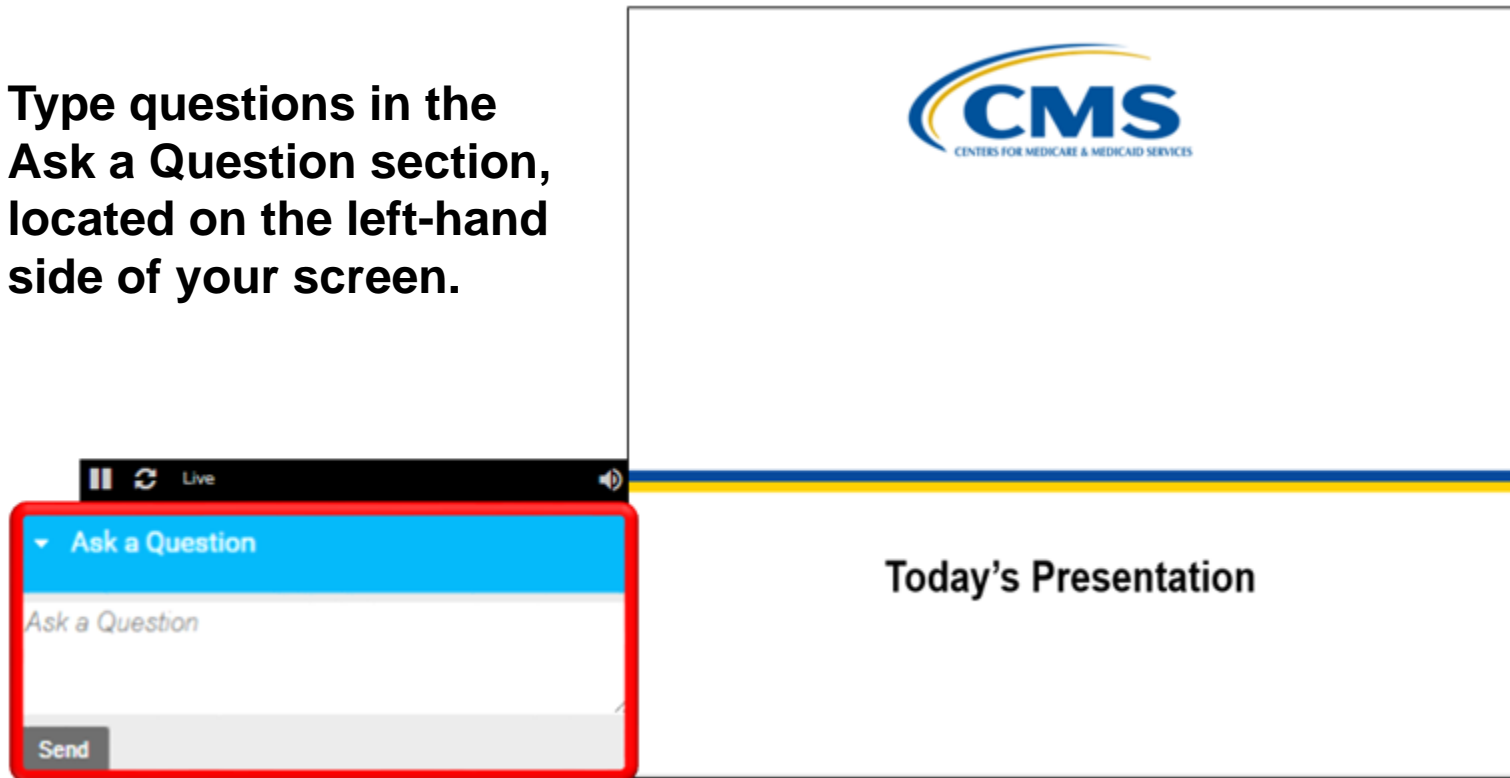 Type questions in the
Ask a Question section,
located on the left-hand
side of your screen.
CMS
CENTERS FOR MEDICARE & MEDICAID SERVICES
Live
Ask a Question
Ask a Question
Send
Today's Presentation